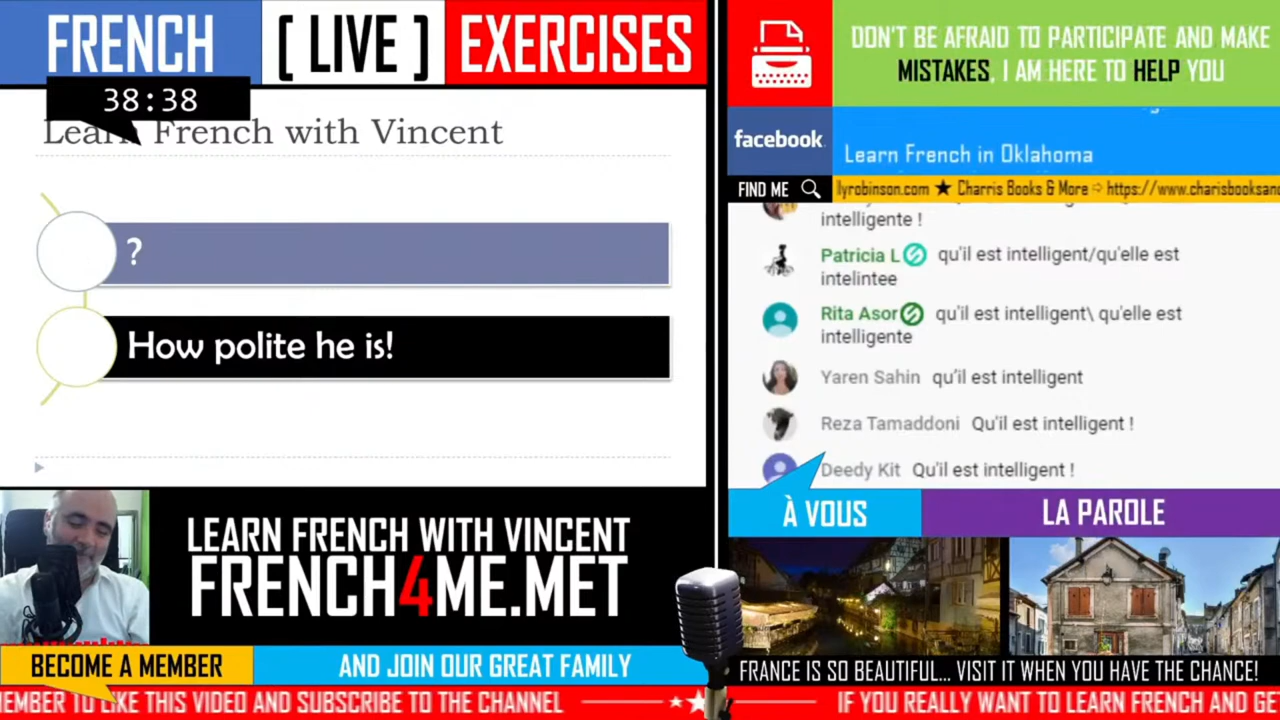 FRENCH
[ LIVE ]
EXERCISES
38:38
Learn French with Vincent
?
How polite he is!
LEARN FRENCH WITH VINCENT
FRENCH4ME.MET
BECOME A MEMBER
AND JOIN OUR GREAT FAMILY
DON'T BE AFRAID TO PARTICIPATE AND MAKE
MISTAKES, I AM HERE TO HELP YOU
facebook
Learn French in Oklahoma
FIND ME
lyrobinson.com ★ Charris Books & More ⇨ https://www.charisbooksand
intelligente !
Patricia L qu'il est intelligent/qu'elle est
intelintee
Rita Asor qu'il est intelligent\ qu'elle est
intelligente
Yaren Sahin qu'il est intelligent
Reza Tamaddoni Qu'il est intelligent !
Deedy Kit Qu'il est intelligent !
À VOUS
LA PAROLE
FRANCE IS SO BEAUTIFUL... VISIT IT WHEN YOU HAVE THE CHANCE!
EMBER TO LIKE THIS VIDEO AND SUBSCRIBE TO THE CHANNEL
IF YOU REALLY WANT TO LEARN FRENCH AND GE